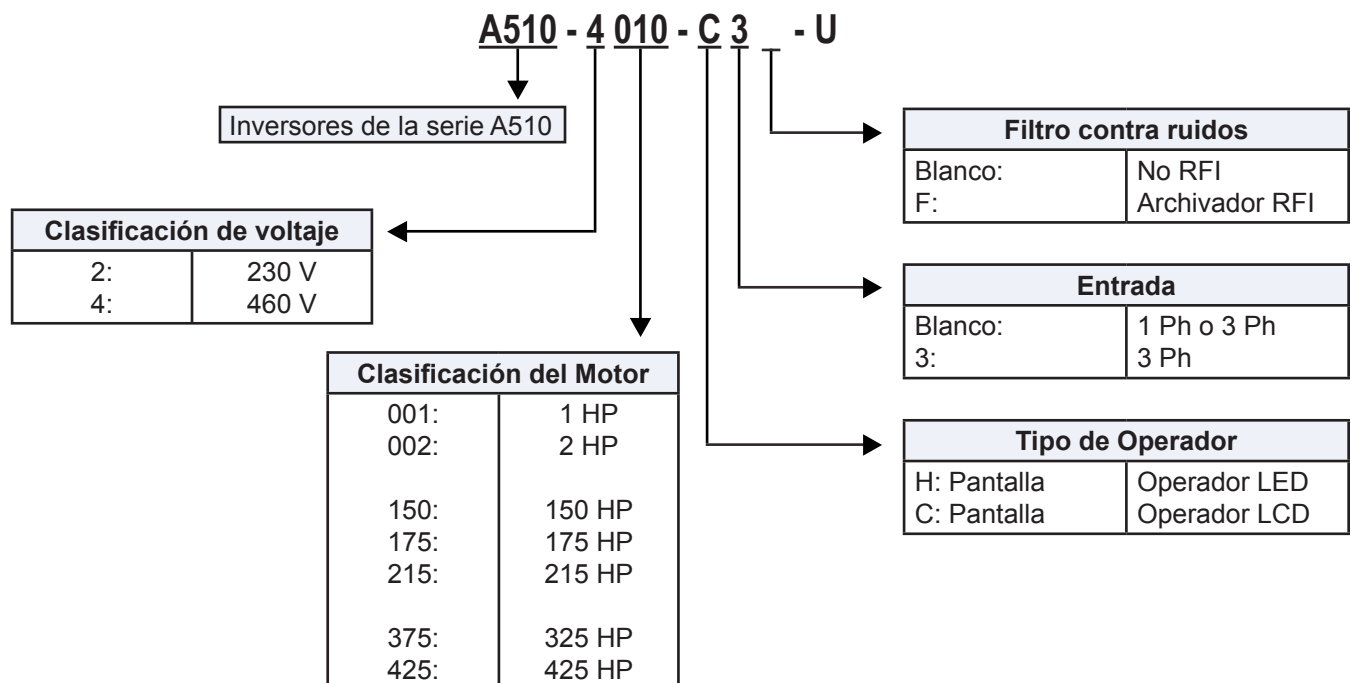 A510 - 4 010 - C 3 _ - U
Inversores de la serie A510
Filtro contra ruidos
Blanco: No RFI
F: Archivador RFI
Clasificación de voltaje
2: 230 V
4: 460 V
Entrada
Blanco: 1 Ph o 3 Ph
3: 3 Ph
Clasificación del Motor
001: 1 HP
002: 2 HP
150: 150 HP
175: 175 HP
215: 215 HP
375: 325 HP
425: 425 HP
Tipo de Operador
H: Pantalla Operador LED
C: Pantalla Operador LCD